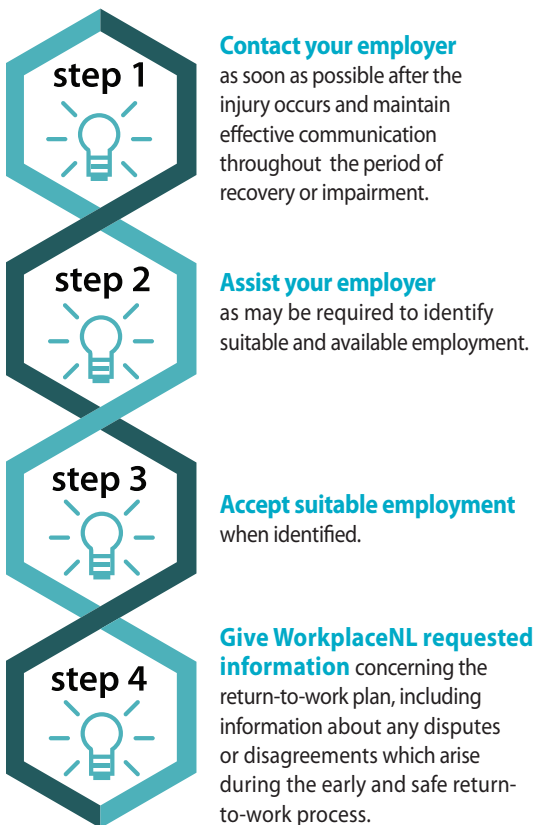 step 1
Contact your employer
as soon as possible after the
injury occurs and maintain
effective communication
throughout the period of
recovery or impairment.
step 2
Assist your employer
as may be required to identify
suitable and available employment.
step 3
Accept suitable employment
when identified.
step 4
Give WorkplaceNL requested
information concerning the
return-to-work plan, including
information about any disputes
or disagreements which arise
during the early and safe return-
to-work process.